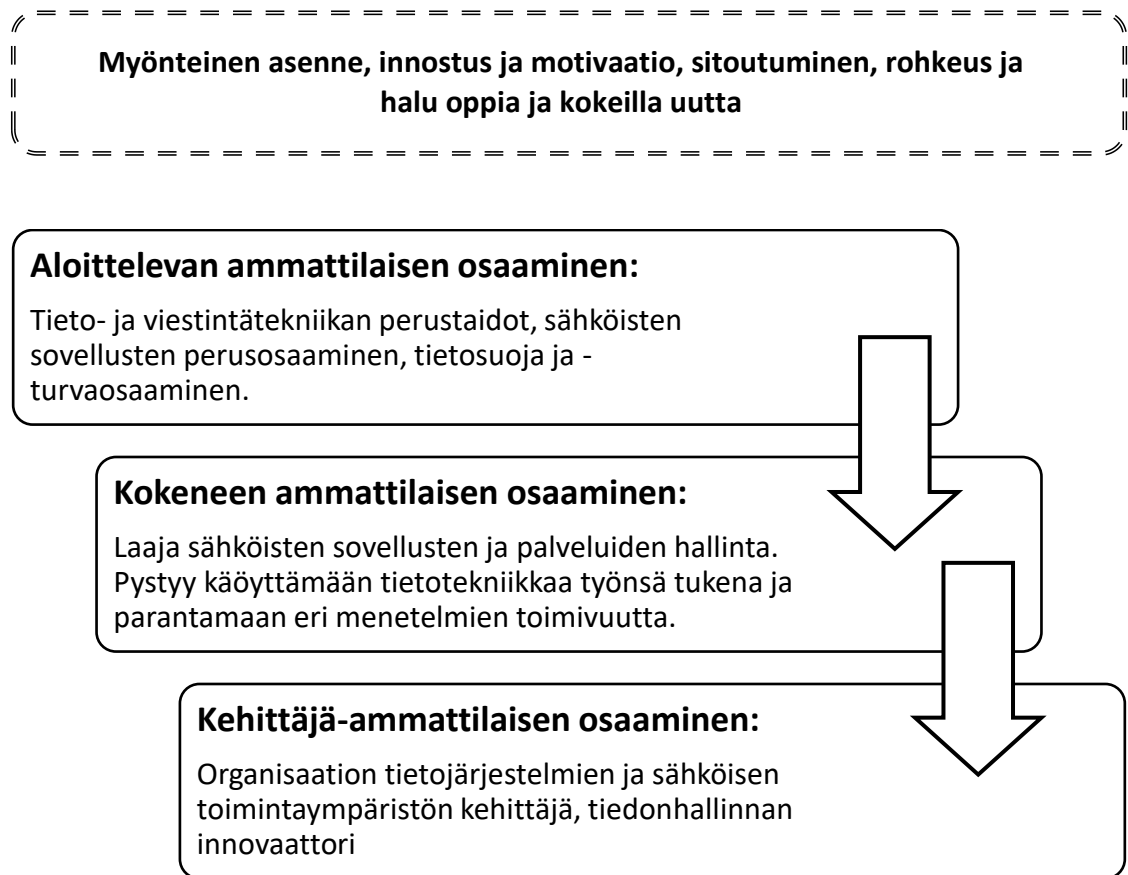 Myönteinen asenne, innostus ja motivaatio, sitoutuminen, rohkeus ja
halu oppia ja kokeilla uutta
Aloittelevan ammattilaisen osaaminen:
Tieto- ja viestintätekniikan perustaidot, sähköisten
sovellusten perusosaaminen, tietosuoja ja -
turvaosaaminen.
Kokeneen ammattilaisen osaaminen:
Laaja sähköisten sovellusten ja palveluiden hallinta.
Pystyy käöyttämään tietotekniikkaa työnsä tukena ja
parantamaan eri menetelmien toimivuutta.
Kehittäjä-ammattilaisen osaaminen:
Organisaation tietojärjestelmien ja sähköisen
toimintaympäristön kehittäjä, tiedonhallinnan
innovaattori